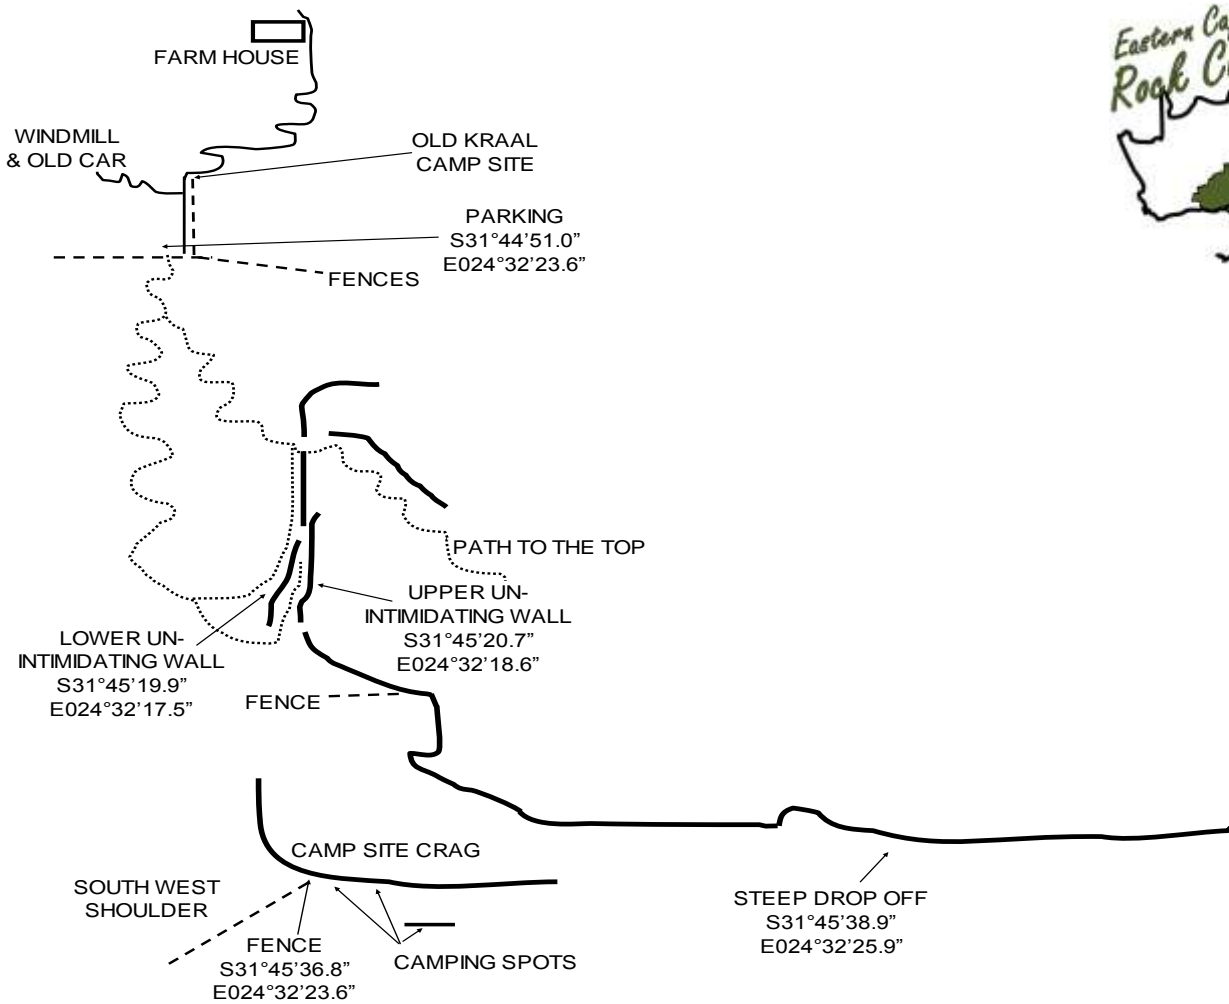 FARM HOUSE
Eastern
Rock
WINDMILL
& OLD CAR
OLD KRAAL
CAMP SITE
PARKING
S31°44’51.0”
E024°32’23.6”
FENCES
PATH TO THE TOP
UPPER UN-
INTIMIDATING WALL
S31°45’20.7”
E024°32’18.6”
LOWER UN-
INTIMIDATING WALL
S31°45’19.9”
E024°32’17.5”
FENCE
CAMP SITE CRAG
SOUTH WEST
SHOULDER
FENCE
S31°45’36.8”
E024°32’23.6”
CAMPING SPOTS
STEEP DROP OFF
S31°45’38.9”
E024°32’25.9”